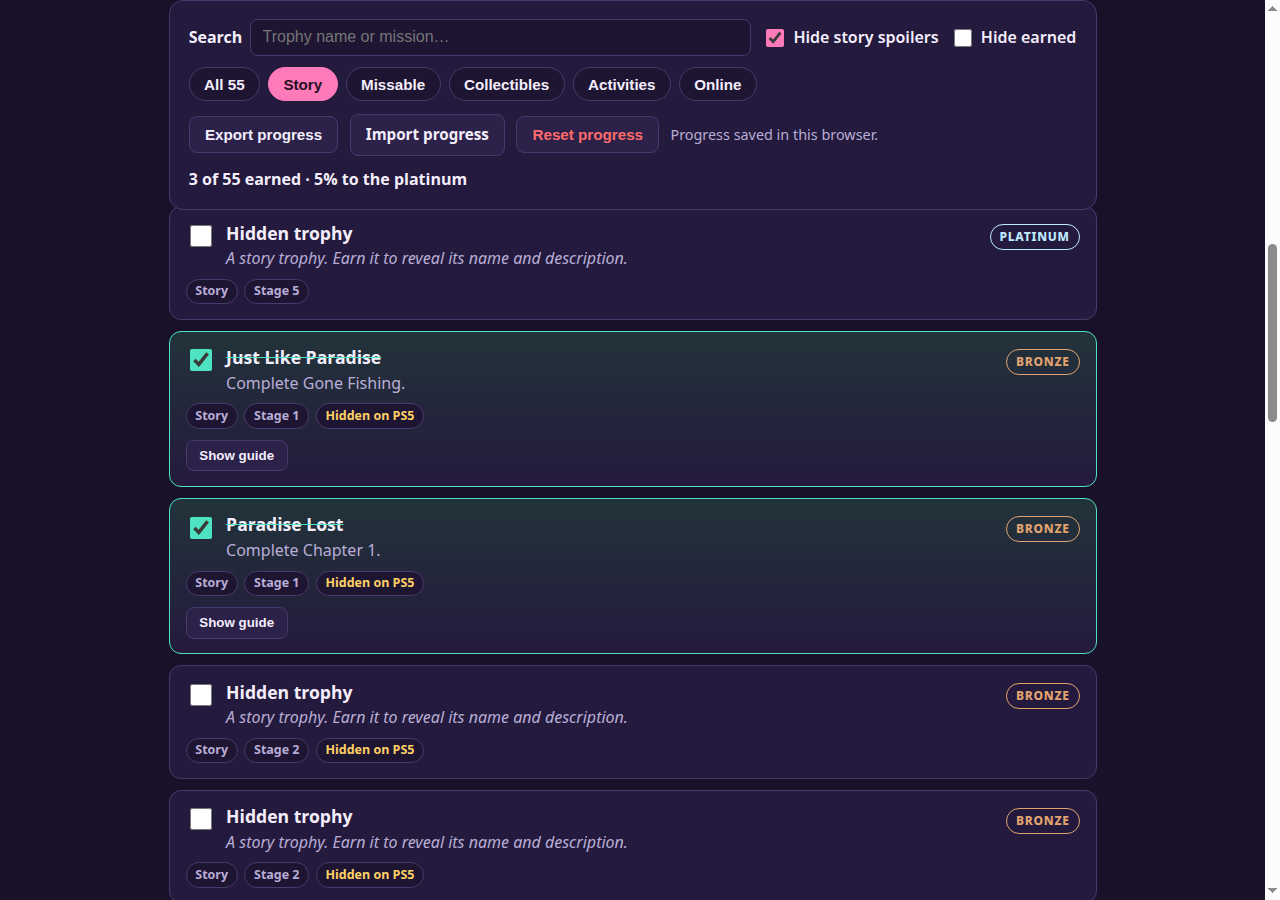 Search Trophy name or mission… Hide story spoilers Hide earned
All 55 Story Missable Collectibles Activities Online
Export progress Import progress Reset progress Progress saved in this browser.
3 of 55 earned · 5% to the platinum
Hidden trophy PLATINUM
A story trophy. Earn it to reveal its name and description.
Story Stage 5
Just Like Paradise BRONZE
Complete Gone Fishing.
Story Stage 1 Hidden on PS5
Show guide
Paradise Lost BRONZE
Complete Chapter 1.
Story Stage 1 Hidden on PS5
Show guide
Hidden trophy BRONZE
A story trophy. Earn it to reveal its name and description.
Story Stage 2 Hidden on PS5
Hidden trophy BRONZE
A story trophy. Earn it to reveal its name and description.
Story Stage 2 Hidden on PS5